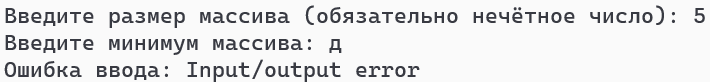 Введите размер массива (обязательно нечётное число): 5
Введите минимум массива: д
Ошибка ввода: Input/output error